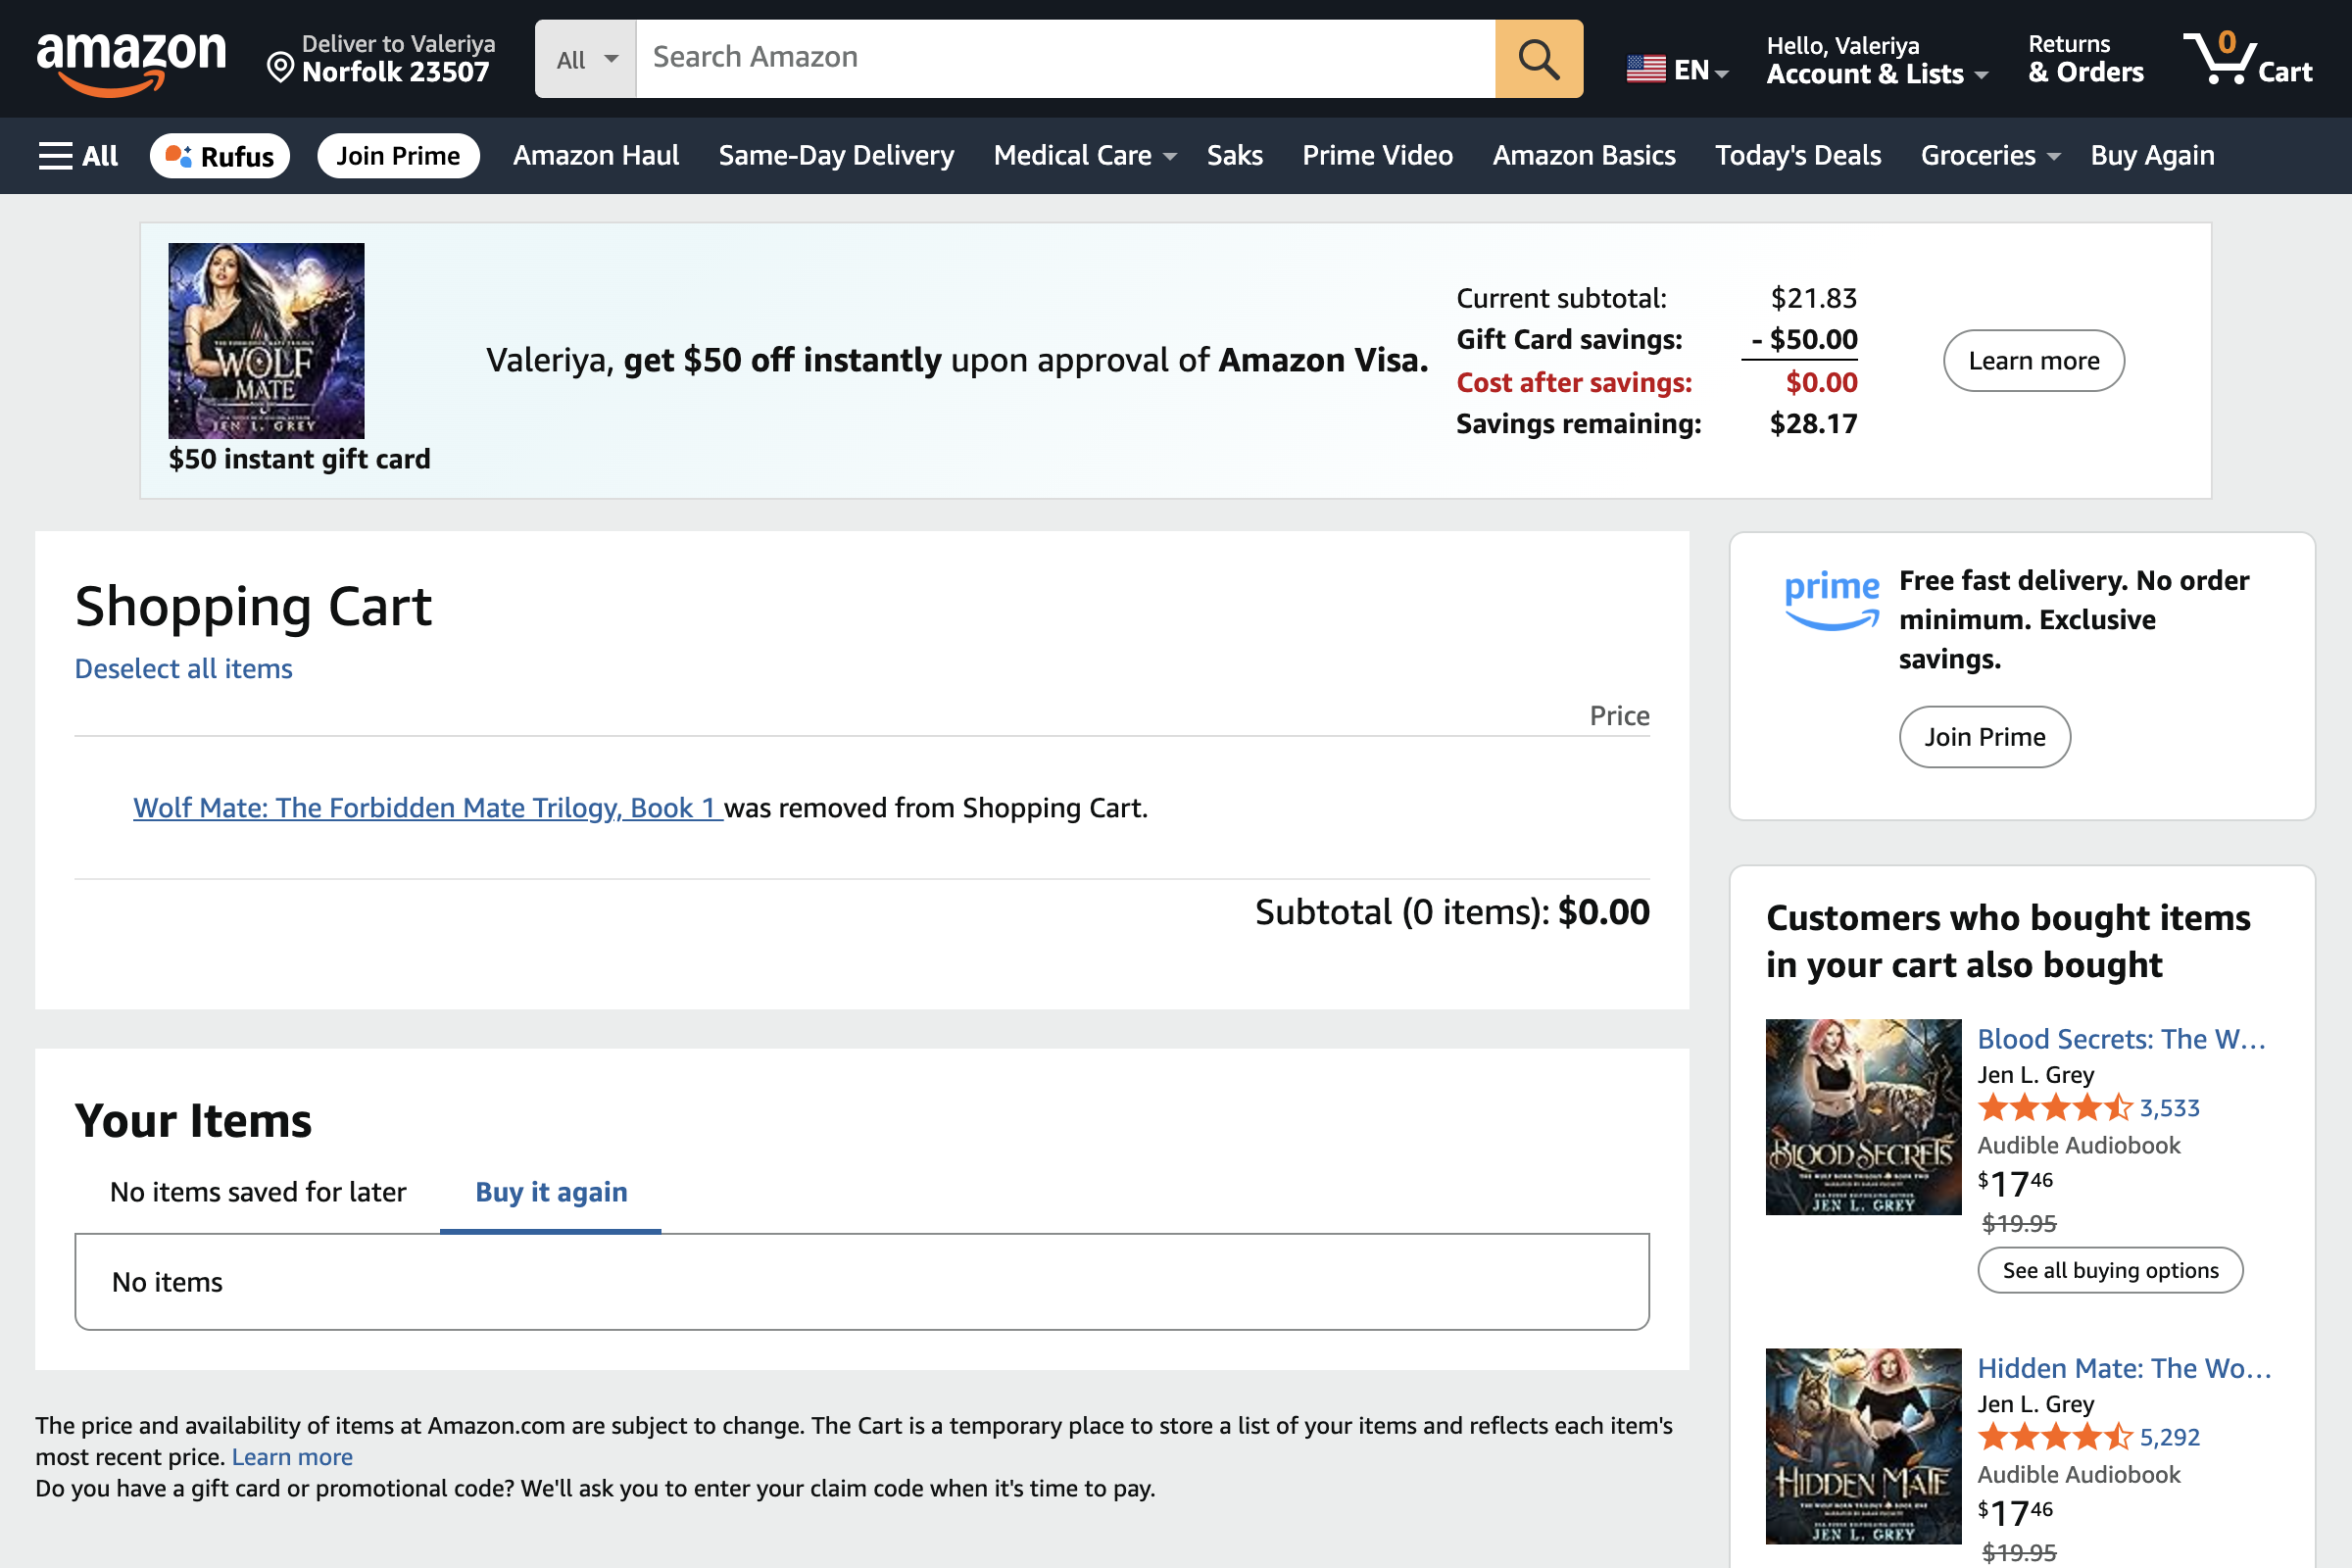 amazon
Deliver to Valeriya
Norfolk 23507
All
Search Amazon
EN
Hello, Valeriya
Account & Lists
Returns
& Orders
0
Cart
All
Rufus
Join Prime
Amazon Haul
Same-Day Delivery
Medical Care
Saks
Prime Video
Amazon Basics
Today's Deals
Groceries
Buy Again
WOLF
MATE
JEN L. GREY
$50 instant gift card
Valeriya, get $50 off instantly upon approval of Amazon Visa.
Current subtotal: $21.83
Gift Card savings: - $50.00
Cost after savings: $0.00
Savings remaining: $28.17
Learn more
Shopping Cart
Deselect all items
Price
Wolf Mate: The Forbidden Mate Trilogy, Book 1 was removed from Shopping Cart.
Subtotal (0 items): $0.00
Your Items
No items saved for later
Buy it again
No items
The price and availability of items at Amazon.com are subject to change. The Cart is a temporary place to store a list of your items and reflects each item's
most recent price. Learn more
Do you have a gift card or promotional code? We'll ask you to enter your claim code when it's time to pay.
prime
Free fast delivery. No order
minimum. Exclusive
savings.
Join Prime
Customers who bought items
in your cart also bought
BLOOD SECRETS
JEN L. GREY
Blood Secrets: The W...
Jen L. Grey
3,533
Audible Audiobook
$17 46
$19.95
See all buying options
HIDDEN MATE
JEN L. GREY
Hidden Mate: The Wo...
Jen L. Grey
5,292
Audible Audiobook
$17 46
$19.95